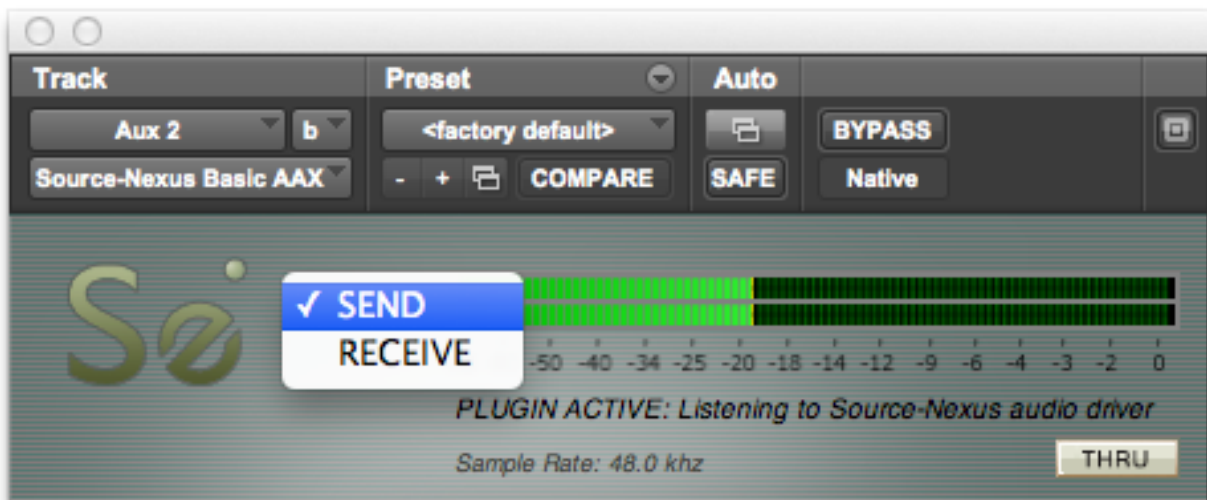 Track Preset Auto
Aux 2 b <factory default> BYPASS
Source-Nexus Basic AAX - + COMPARE SAFE Native
Se
✓ SEND
RECEIVE
-50 -40 -34 -25 -20 -18 -14 -12 -9 -6 -4 -3 -2 0
PLUGIN ACTIVE: Listening to Source-Nexus audio driver
Sample Rate: 48.0 khz THRU